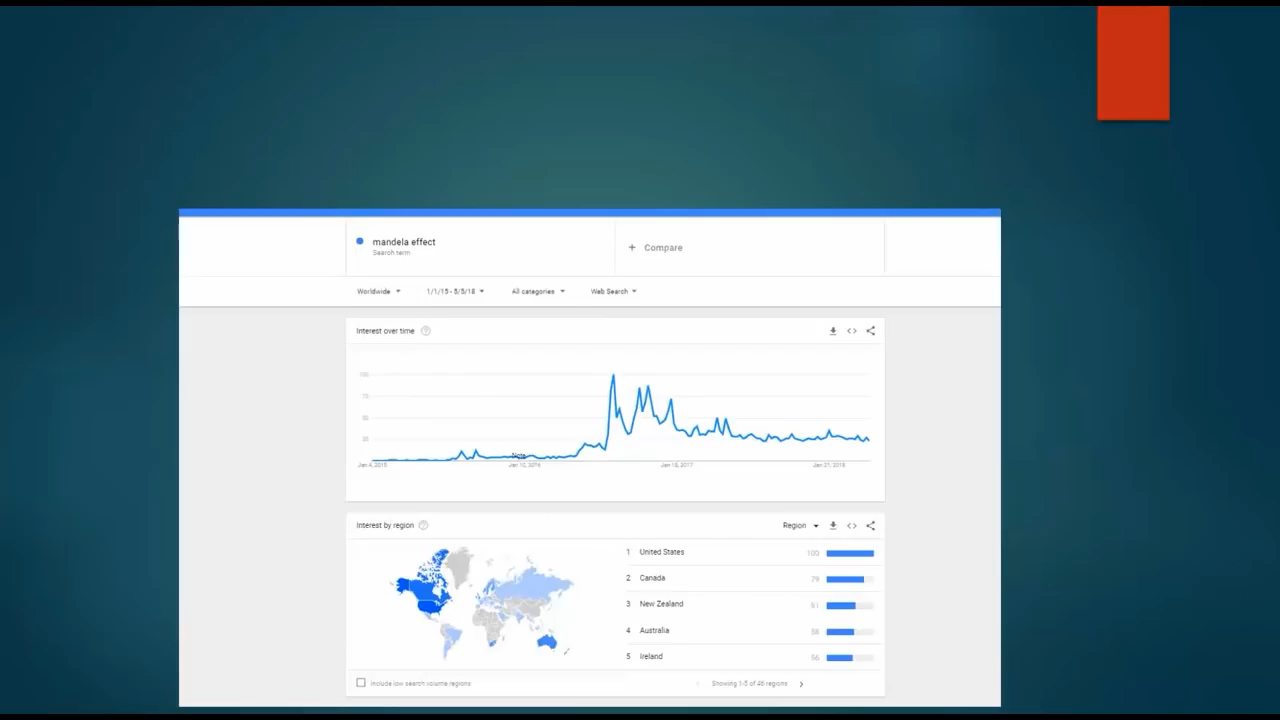 mandela effect
Search term
+ Compare
Worldwide
1/1/15 - 5/5/18
All categories
Web Search
Interest over time
100
75
50
25
Note
Jan 4, 2015
Jan 10, 2016
Jan 21, 2018
Interest by region
Region
1 United States 100
2 Canada 79
3 New Zealand 61
4 Australia
5 Ireland 56
Include low search volume regions
Showing 1-5 of 46 regions